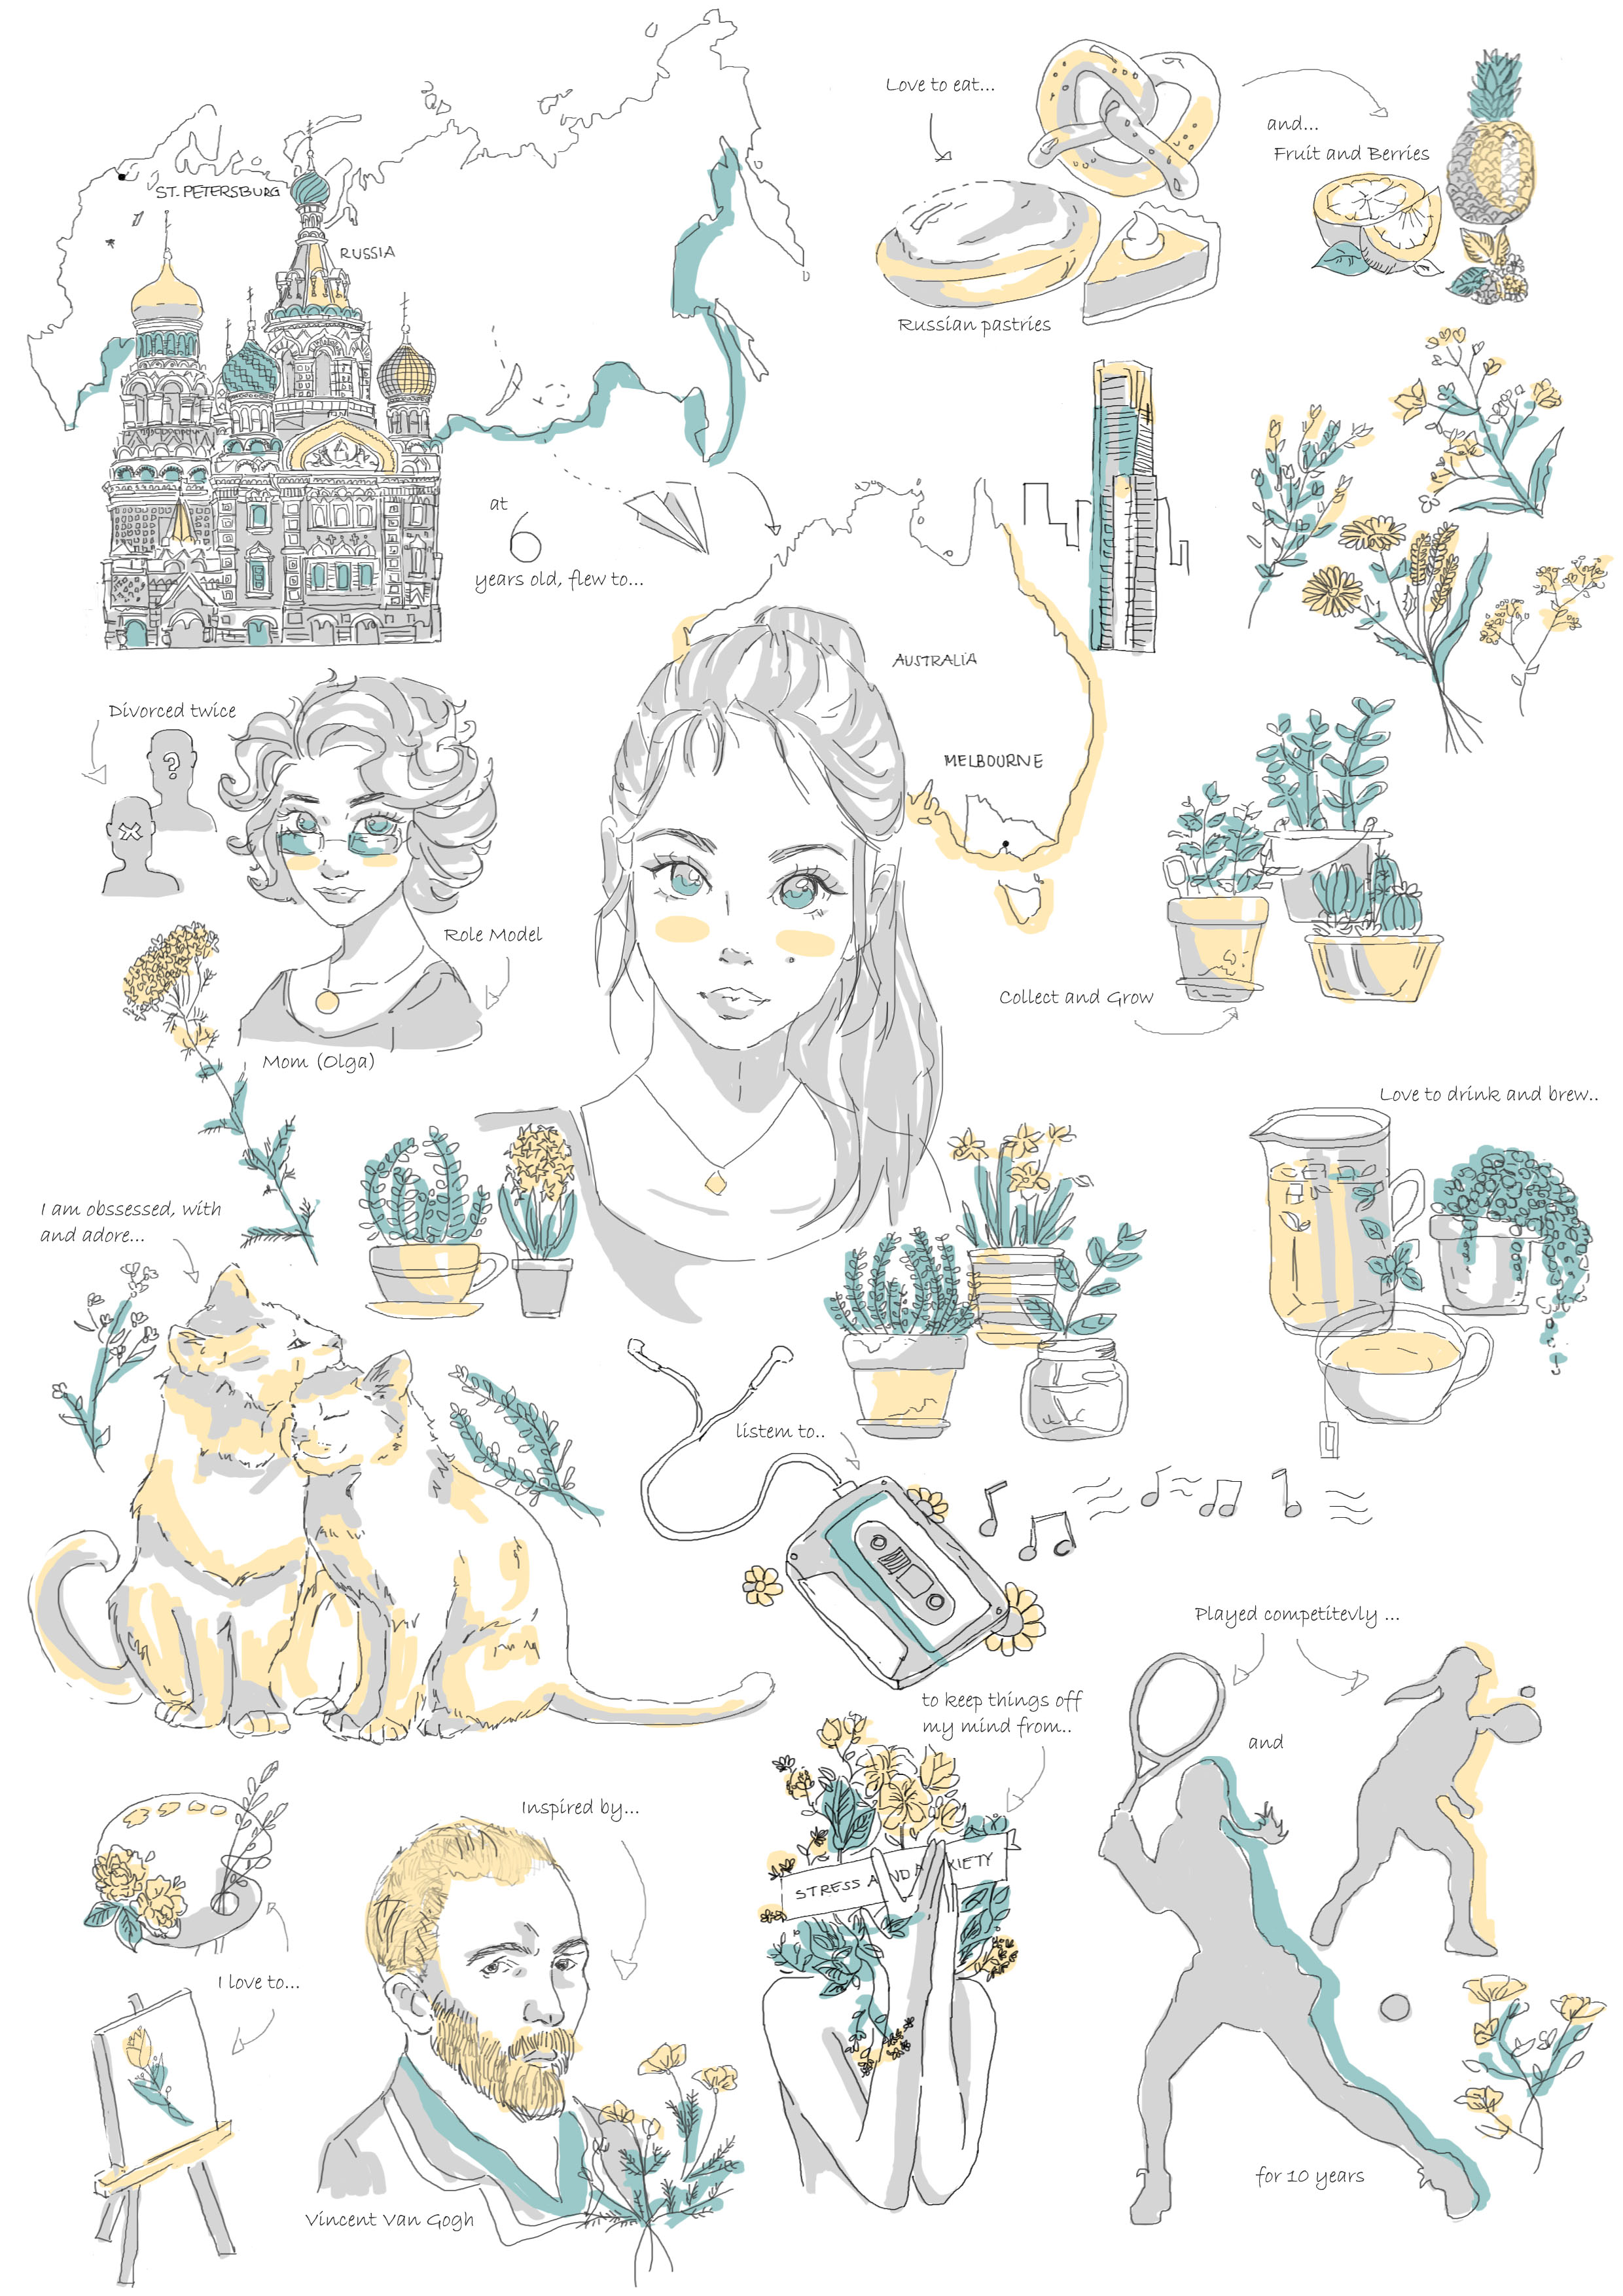 Love to eat...
and...
Fruit and Berries
ST. PETERSBURG
RUSSIA
Russian pastries
at
6
years old, flew to...
AUSTRALIA
MELBOURNE
Divorced twice
?
x
Role Model
Mom (Olga)
Collect and Grow
Love to drink and brew..
I am obssessed, with
and adore...
listem to..
Played competitevly ...
and
to keep things off
my mind from..
STRESS AND ANXIETY
Inspired by...
I love to...
Vincent Van Gogh
for 10 years